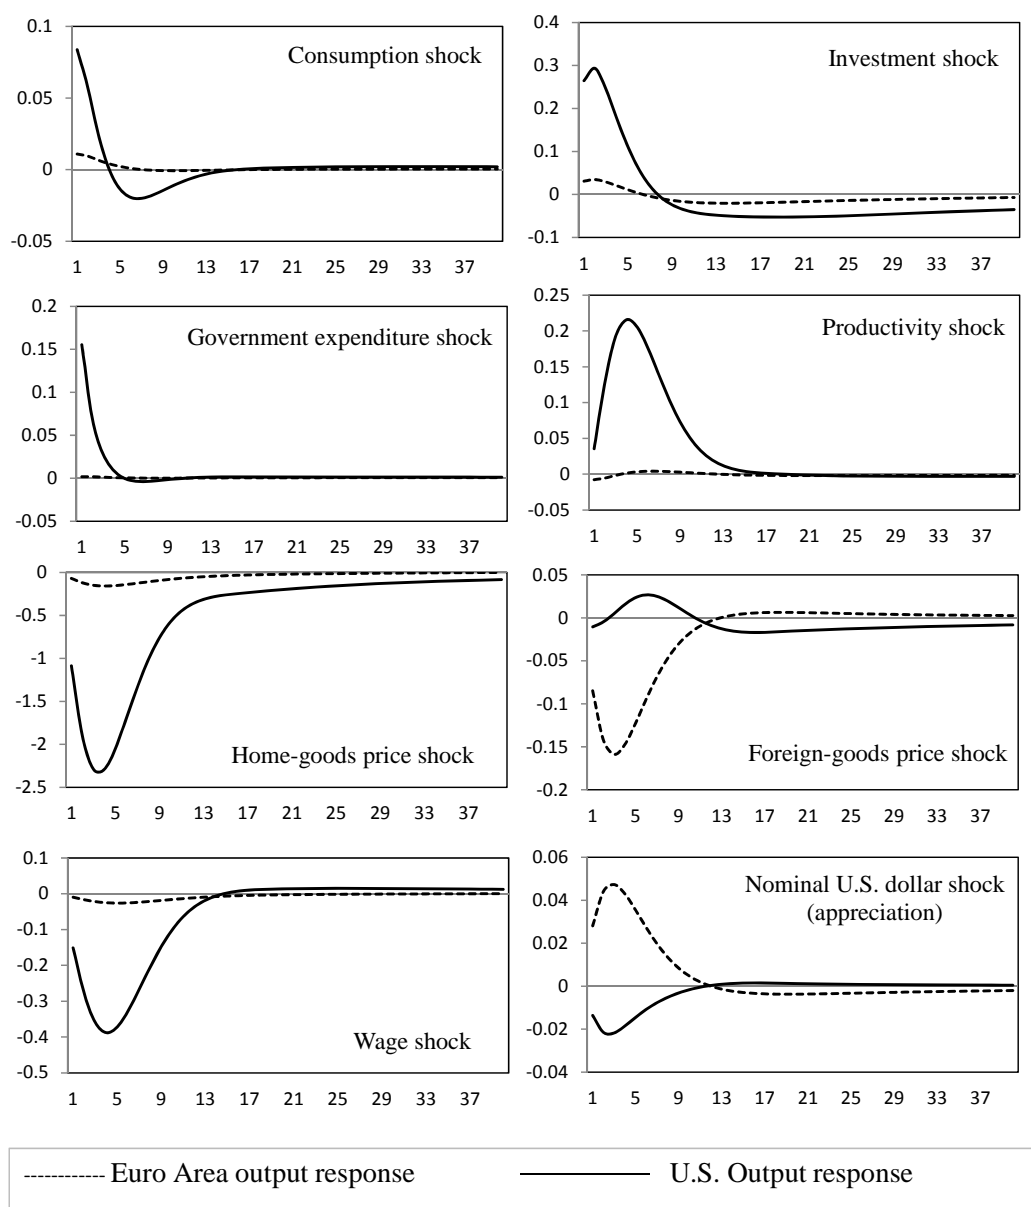 0.1
0.05
0
-0.05
Consumption shock
1 5 9 13 17 21 25 29 33 37
0.4
0.3
0.2
0.1
0
-0.1
Investment shock
1 5 9 13 17 21 25 29 33 37
0.2
0.15
0.1
0.05
0
-0.05
Government expenditure shock
1 5 9 13 17 21 25 29 33 37
0.25
0.2
0.15
0.1
0.05
0
-0.05
Productivity shock
1 5 9 13 17 21 25 29 33 37
0
-0.5
-1
-1.5
-2
-2.5
Home-goods price shock
1 5 9 13 17 21 25 29 33 37
0.05
0
-0.05
-0.1
-0.15
-0.2
Foreign-goods price shock
1 5 9 13 17 21 25 29 33 37
0.1
0
-0.1
-0.2
-0.3
-0.4
-0.5
Wage shock
1 5 9 13 17 21 25 29 33 37
0.06
0.04
0.02
0
-0.02
-0.04
Nominal U.S. dollar shock
(appreciation)
1 5 9 13 17 21 25 29 33 37
Euro Area output response U.S. Output response